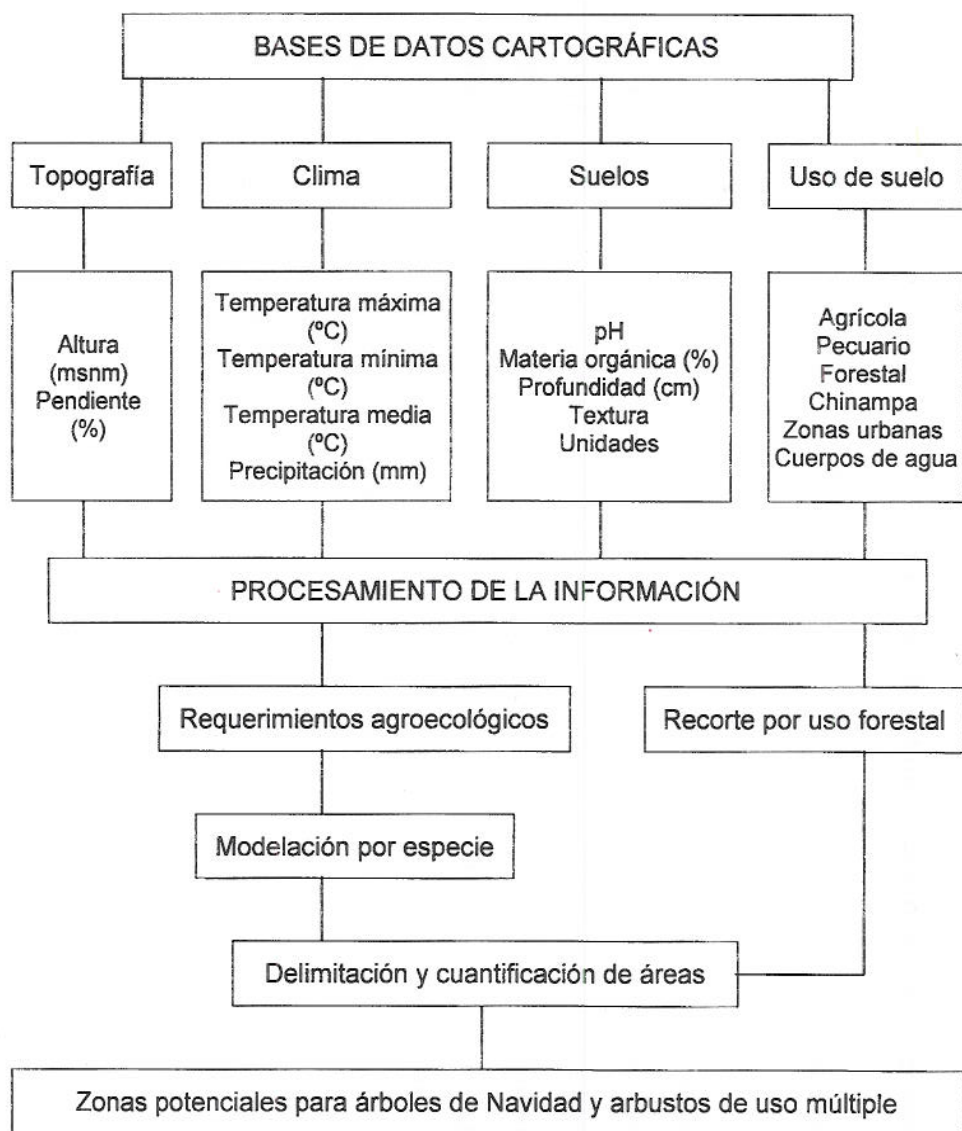 BASES DE DATOS CARTOGRÁFICAS
Topografía
Clima
Suelos
Uso de suelo
Altura
(msnm)
Pendiente
(%)
Temperatura máxima
(ºC)
Temperatura mínima
(ºC)
Temperatura media
(ºC)
Precipitación (mm)
pH
Materia orgánica (%)
Profundidad (cm)
Textura
Unidades
Agrícola
Pecuario
Forestal
Chinampa
Zonas urbanas
Cuerpos de agua
PROCESAMIENTO DE LA INFORMACIÓN
Requerimientos agroecológicos
Recorte por uso forestal
Modelación por especie
Delimitación y cuantificación de áreas
Zonas potenciales para árboles de Navidad y arbustos de uso múltiple